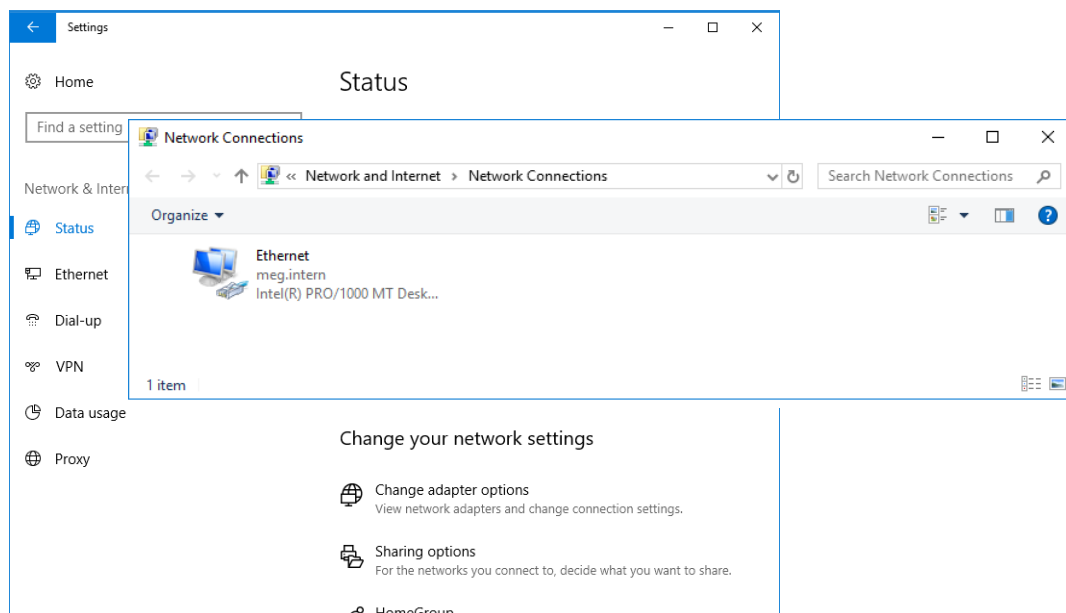 Settings
Home
Find a setting
Network & Inter
Status
Ethernet
Dial-up
VPN
Data usage
Proxy
Status
Network Connections
« Network and Internet › Network Connections
Search Network Connections
Organize
?
Ethernet
meg.intern
Intel(R) PRO/1000 MT Desk...
1 item
Change your network settings
Change adapter options
View network adapters and change connection settings.
Sharing options
For the networks you connect to, decide what you want to share.
HomeGroup